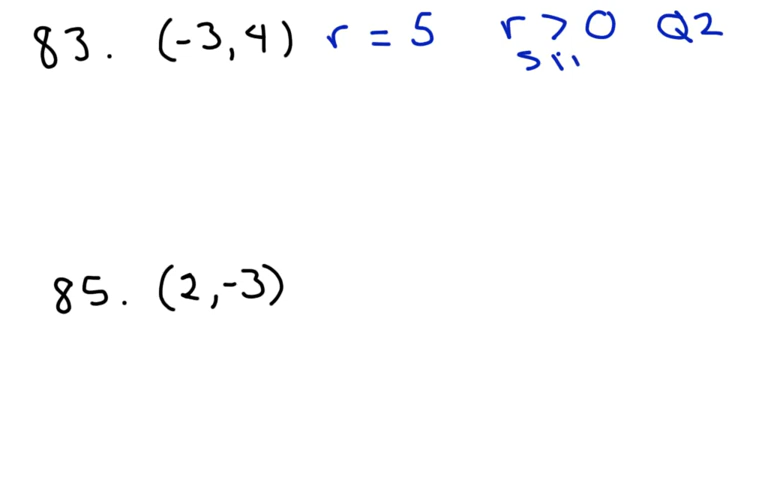 83. (-3,4) r = 5 r > 0 Q2
85. (2,-3)